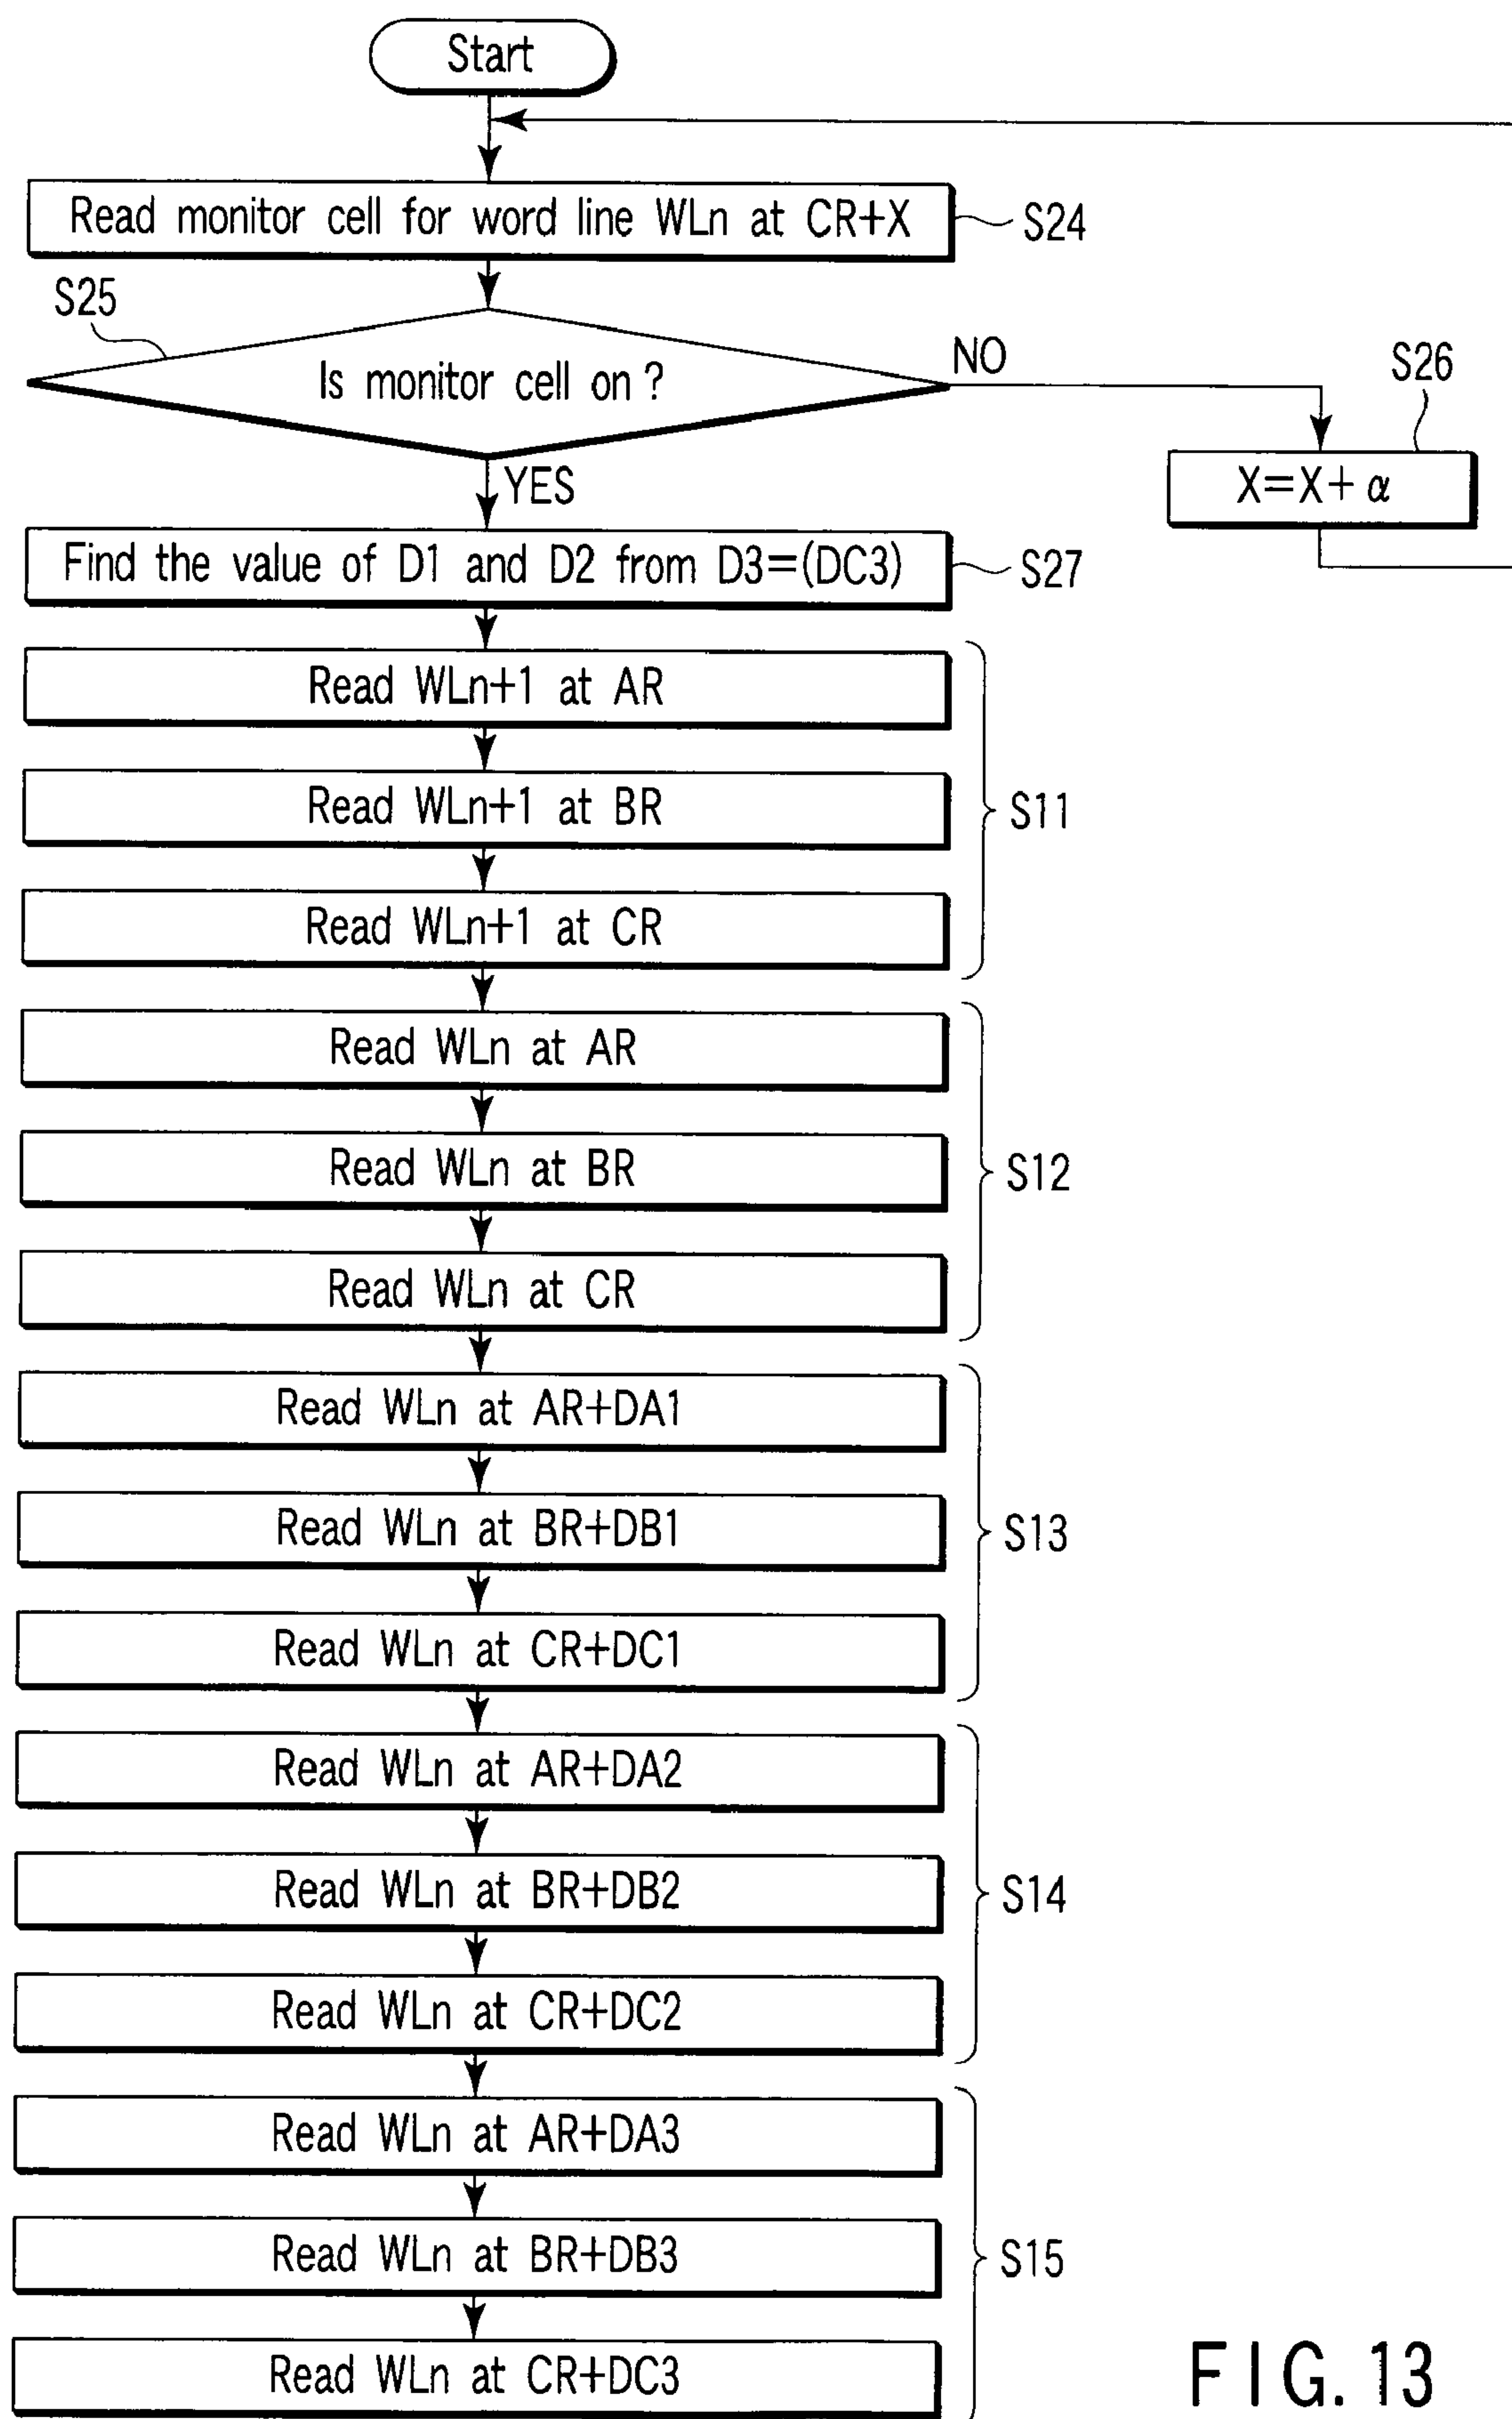 Start
Read monitor cell for word line WLn at CR+X
S24
S25
Is monitor cell on ?
NO
S26
X=X+ α
YES
Find the value of D1 and D2 from D3=(DC3)
S27
Read WLn+1 at AR
Read WLn+1 at BR
S11
Read WLn+1 at CR
Read WLn at AR
Read WLn at BR
S12
Read WLn at CR
Read WLn at AR+DA1
Read WLn at BR+DB1
S13
Read WLn at CR+DC1
Read WLn at AR+DA2
Read WLn at BR+DB2
S14
Read WLn at CR+DC2
Read WLn at AR+DA3
Read WLn at BR+DB3
S15
Read WLn at CR+DC3
FIG. 13